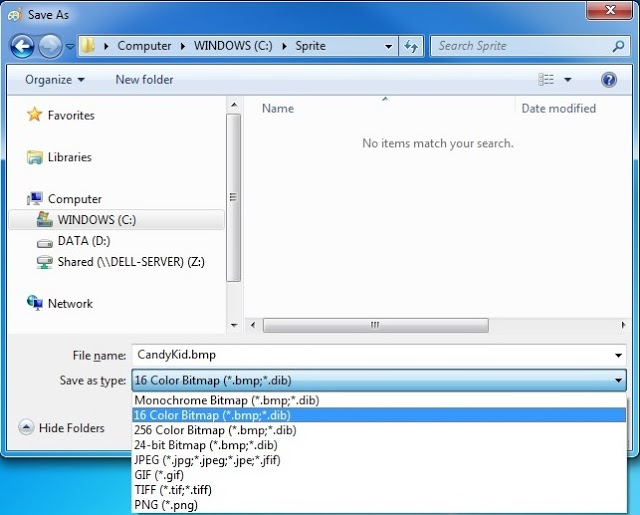 Save As
Computer ▸ WINDOWS (C:) ▸ Sprite
Search Sprite
Organize New folder
Favorites
Libraries
Computer
WINDOWS (C:)
DATA (D:)
Shared (\\DELL-SERVER) (Z:)
Network
Name Date modified
No items match your search.
File name: CandyKid.bmp
Save as type: 16 Color Bitmap (*.bmp;*.dib)
Monochrome Bitmap (*.bmp;*.dib)
16 Color Bitmap (*.bmp;*.dib)
256 Color Bitmap (*.bmp;*.dib)
24-bit Bitmap (*.bmp;*.dib)
JPEG (*.jpg;*.jpeg;*.jpe;*.jfif)
GIF (*.gif)
TIFF (*.tif;*.tiff)
PNG (*.png)
Hide Folders